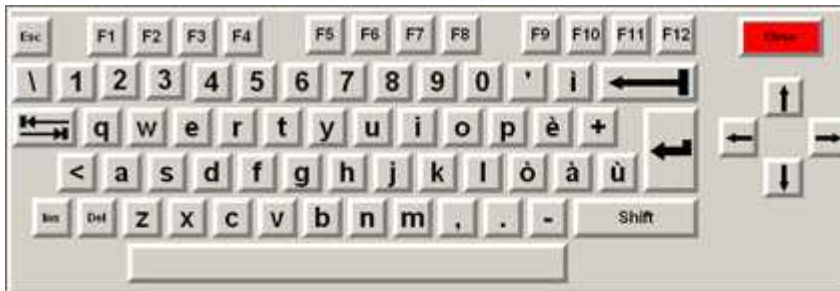 Esc F1 F2 F3 F4 F5 F6 F7 F8 F9 F10 F11 F12 Close
\ 1 2 3 4 5 6 7 8 9 0 ' ì
q w e r t y u i o p è +
< a s d f g h j k l ò à ù
Ins Del z x c v b n m , . - Shift